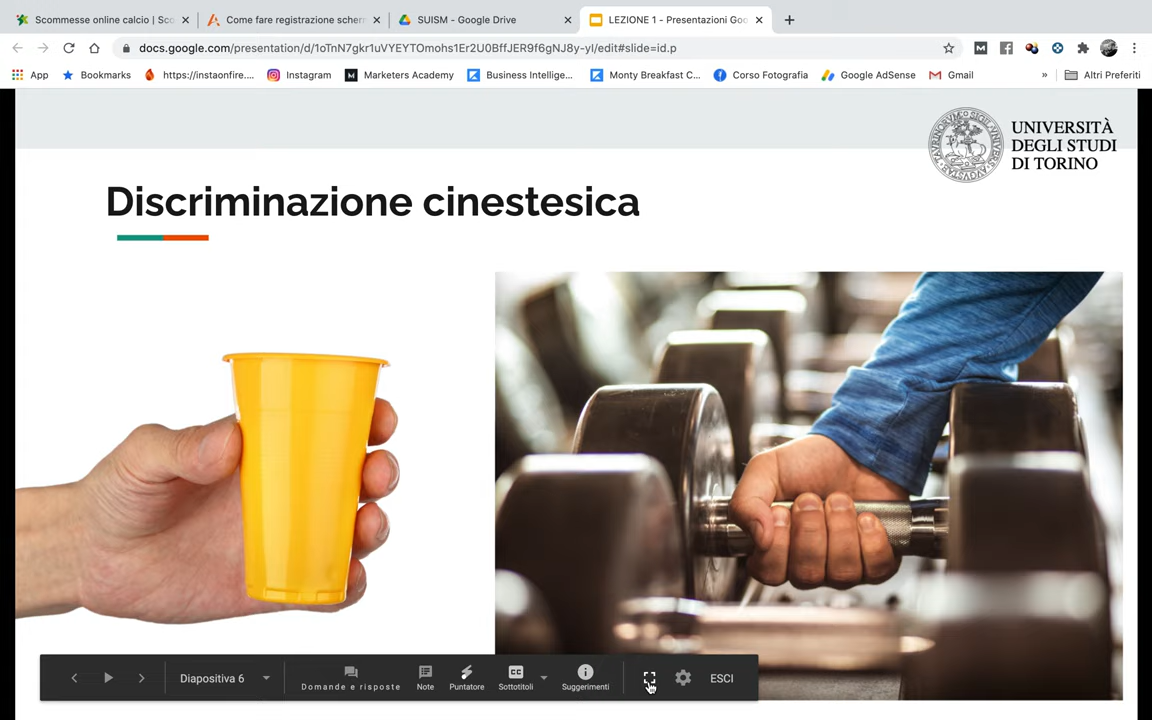 Scommesse online calcio | Sco
Come fare registrazione scher
SUISM - Google Drive
LEZIONE 1 - Presentazioni Goo
docs.google.com/presentation/d/1oTnN7gkr1uVYEYTOmohs1Er2U0BffJER9f6gNJ8y-yI/edit#slide=id.p
App
Bookmarks
https://instaonfire....
Instagram
Marketers Academy
Business Intellige...
Monty Breakfast C...
Corso Fotografia
Google AdSense
Gmail
»
Altri Preferiti
UNIVERSITÀ
DEGLI STUDI
DI TORINO
Discriminazione cinestesica
Diapositiva 6
Domande e risposte
Note
Puntatore
Sottotitoli
Suggerimenti
ESCI